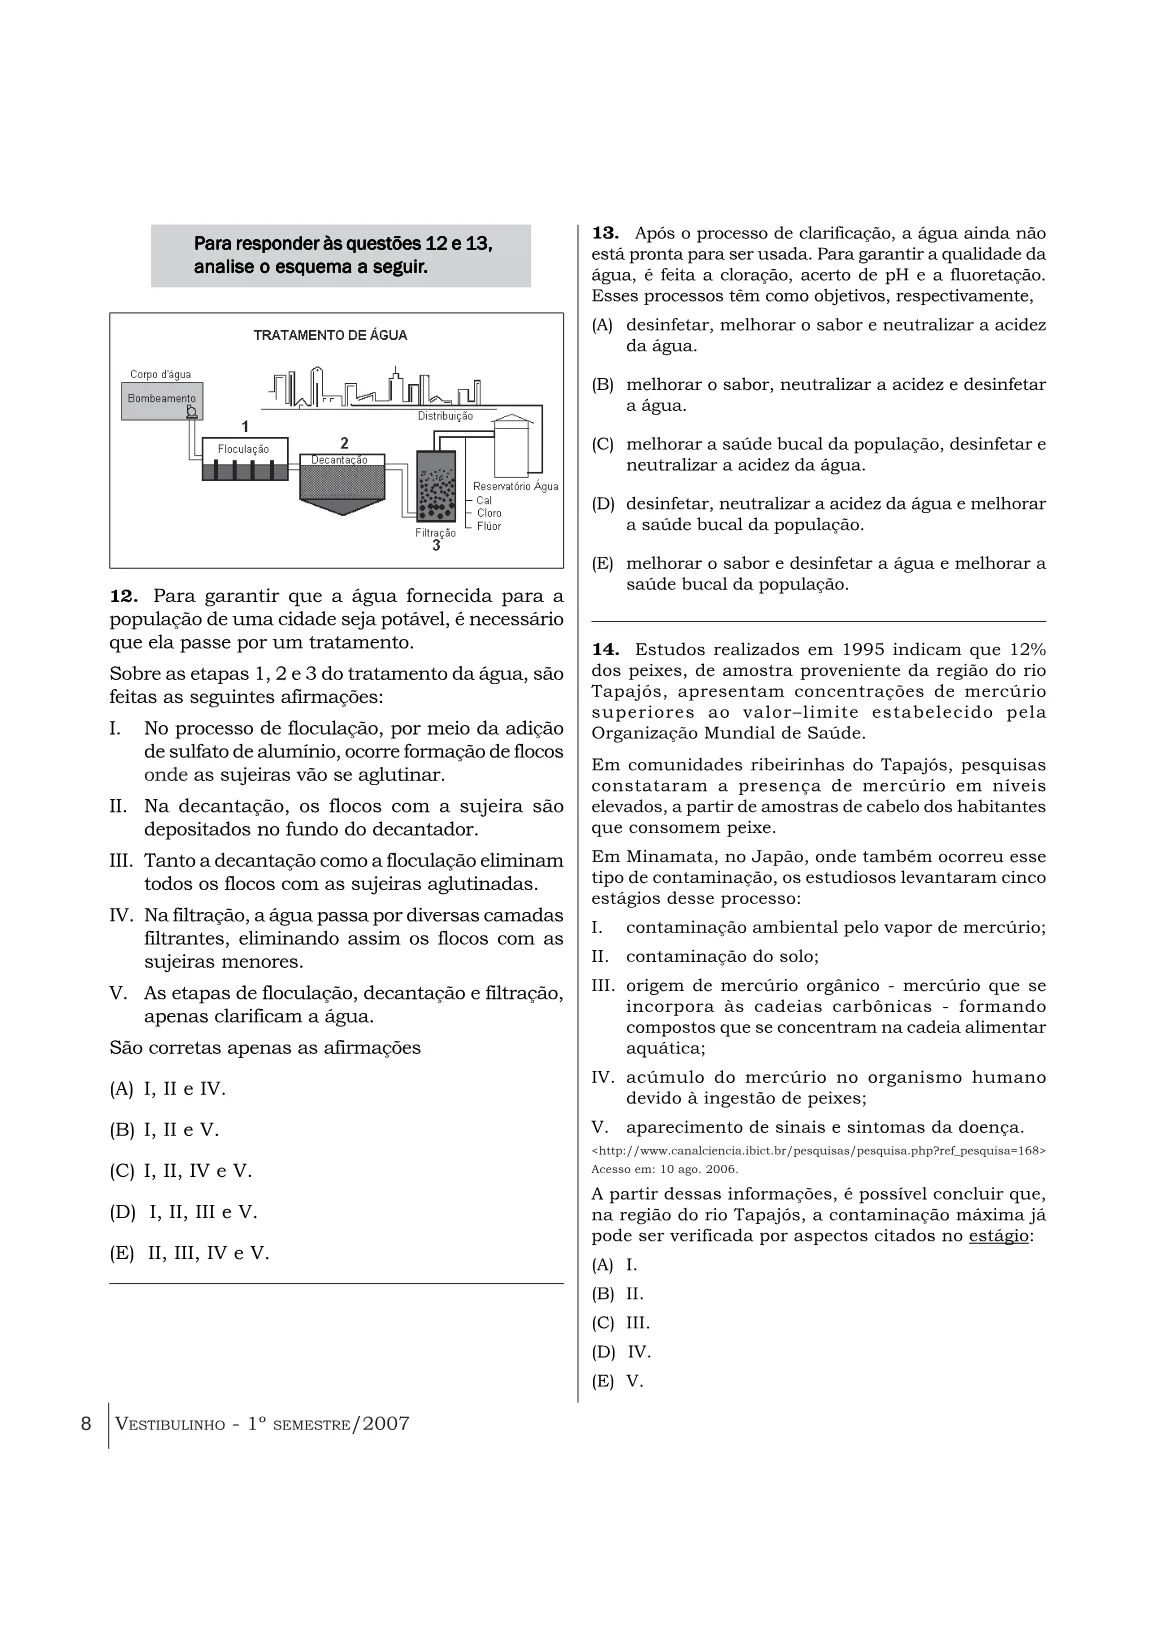 Para responder às questões 12 e 13,
analise o esquema a seguir.
TRATAMENTO DE ÁGUA
Corpo d'água
Bombeamento
1
Floculação
2
Decantação
Distribuição
Reservatório Água
Cal
Cloro
Flúor
Filtração
3
12. Para garantir que a água fornecida para a
população de uma cidade seja potável, é necessário
que ela passe por um tratamento.
Sobre as etapas 1, 2 e 3 do tratamento da água, são
feitas as seguintes afirmações:
I. No processo de floculação, por meio da adição
de sulfato de alumínio, ocorre formação de flocos
onde as sujeiras vão se aglutinar.
II. Na decantação, os flocos com a sujeira são
depositados no fundo do decantador.
III. Tanto a decantação como a floculação eliminam
todos os flocos com as sujeiras aglutinadas.
IV. Na filtração, a água passa por diversas camadas
filtrantes, eliminando assim os flocos com as
sujeiras menores.
V. As etapas de floculação, decantação e filtração,
apenas clarificam a água.
São corretas apenas as afirmações
(A) I, II e IV.
(B) I, II e V.
(C) I, II, IV e V.
(D) I, II, III e V.
(E) II, III, IV e V.
13. Após o processo de clarificação, a água ainda não
está pronta para ser usada. Para garantir a qualidade da
água, é feita a cloração, acerto de pH e a fluoretação.
Esses processos têm como objetivos, respectivamente,
(A) desinfetar, melhorar o sabor e neutralizar a acidez
da água.
(B) melhorar o sabor, neutralizar a acidez e desinfetar
a água.
(C) melhorar a saúde bucal da população, desinfetar e
neutralizar a acidez da água.
(D) desinfetar, neutralizar a acidez da água e melhorar
a saúde bucal da população.
(E) melhorar o sabor e desinfetar a água e melhorar a
saúde bucal da população.
14. Estudos realizados em 1995 indicam que 12%
dos peixes, de amostra proveniente da região do rio
Tapajós, apresentam concentrações de mercúrio
superiores ao valor–limite estabelecido pela
Organização Mundial de Saúde.
Em comunidades ribeirinhas do Tapajós, pesquisas
constataram a presença de mercúrio em níveis
elevados, a partir de amostras de cabelo dos habitantes
que consomem peixe.
Em Minamata, no Japão, onde também ocorreu esse
tipo de contaminação, os estudiosos levantaram cinco
estágios desse processo:
I. contaminação ambiental pelo vapor de mercúrio;
II. contaminação do solo;
III. origem de mercúrio orgânico - mercúrio que se
incorpora às cadeias carbônicas - formando
compostos que se concentram na cadeia alimentar
aquática;
IV. acúmulo do mercúrio no organismo humano
devido à ingestão de peixes;
V. aparecimento de sinais e sintomas da doença.
<http://www.canalciencia.ibict.br/pesquisas/pesquisa.php?ref_pesquisa=168>
Acesso em: 10 ago. 2006.
A partir dessas informações, é possível concluir que,
na região do rio Tapajós, a contaminação máxima já
pode ser verificada por aspectos citados no estágio:
(A) I.
(B) II.
(C) III.
(D) IV.
(E) V.
8 VESTIBULINHO - 1º SEMESTRE/2007